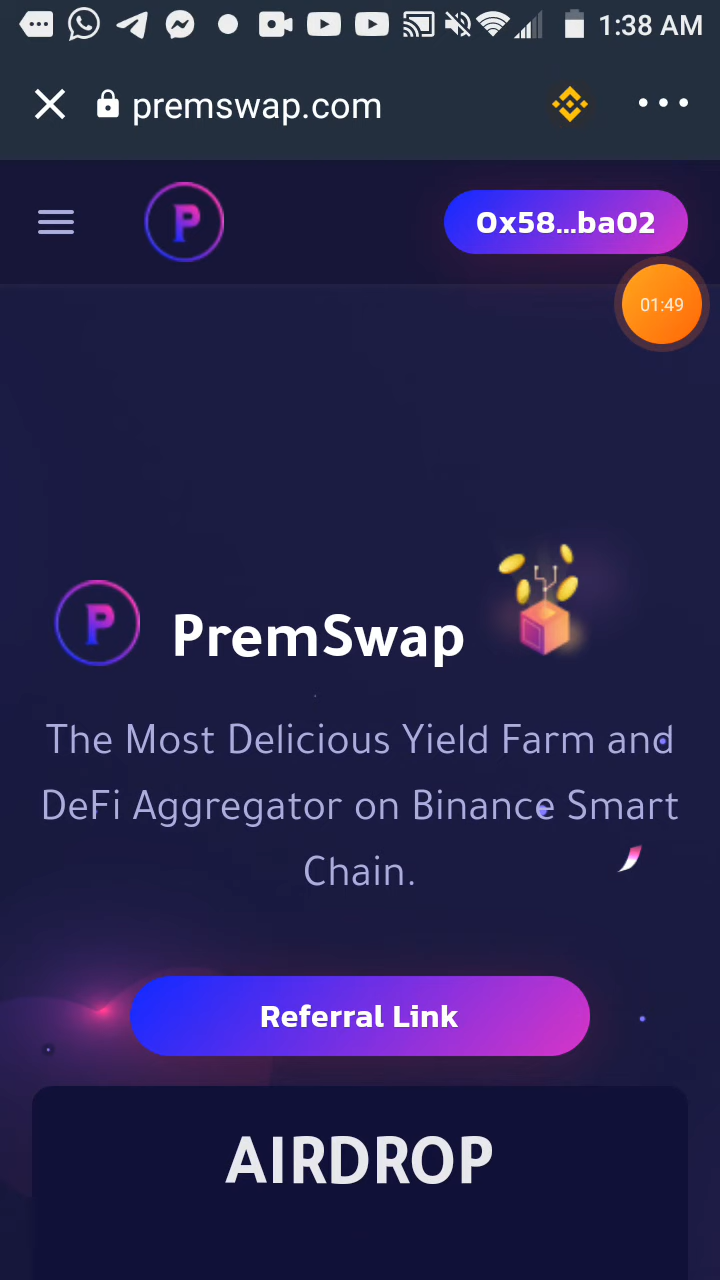 1:38 AM
premswap.com
P
0x58...ba02
01:49
P
PremSwap
The Most Delicious Yield Farm and
DeFi Aggregator on Binance Smart
Chain.
Referral Link
AIRDROP